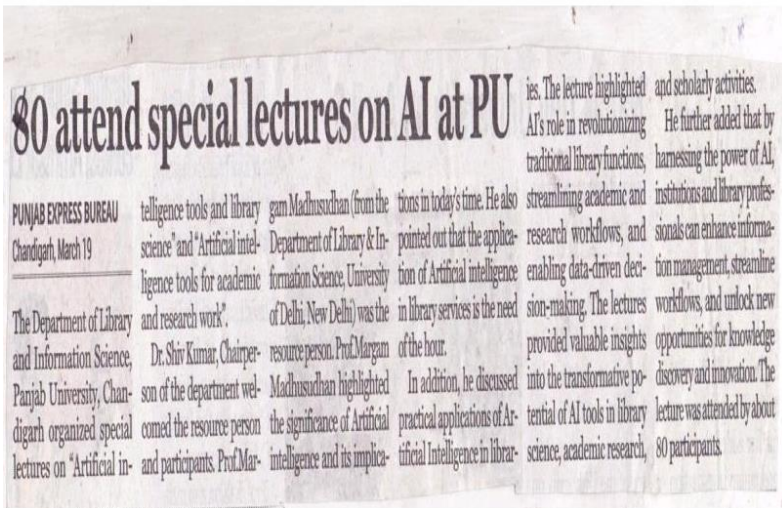 80 attend special lectures on AI at PU
PUNJAB EXPRESS BUREAU
Chandigarh, March 19
The Department of Library
and Information Science,
Panjab University, Chan-
digarh organized special
lectures on "Artificial in-
telligence tools and library
science" and "Artificial intel-
ligence tools for academic
and research work".
Dr. Shiv Kumar, Chairper-
son of the department wel-
comed the resource person
and participants. Prof. Mar-
gam Madhusudhan (from the
Department of Library & In-
formation Science, University
of Delhi, New Delhi) was the
resource person. Prof. Margam
Madhusudhan highlighted
the significance of Artificial
intelligence and its implica-
tions in today's time. He also
pointed out that the applica-
tion of Artificial intelligence
in library services is the need
of the hour.
In addition, he discussed
practical applications of Ar-
tificial Intelligence in librar-
ies. The lecture highlighted
AI's role in revolutionizing
traditional library functions,
streamlining academic and
research workflows, and
enabling data-driven deci-
sion-making. The lectures
provided valuable insights
into the transformative po-
tential of AI tools in library
science, academic research,
and scholarly activities.
He further added that by
harnessing the power of AI,
institutions and library profes-
sionals can enhance informa-
tion management, streamline
workflows, and unlock new
opportunities for knowledge
discovery and innovation. The
lecture was attended by about
80 participants.